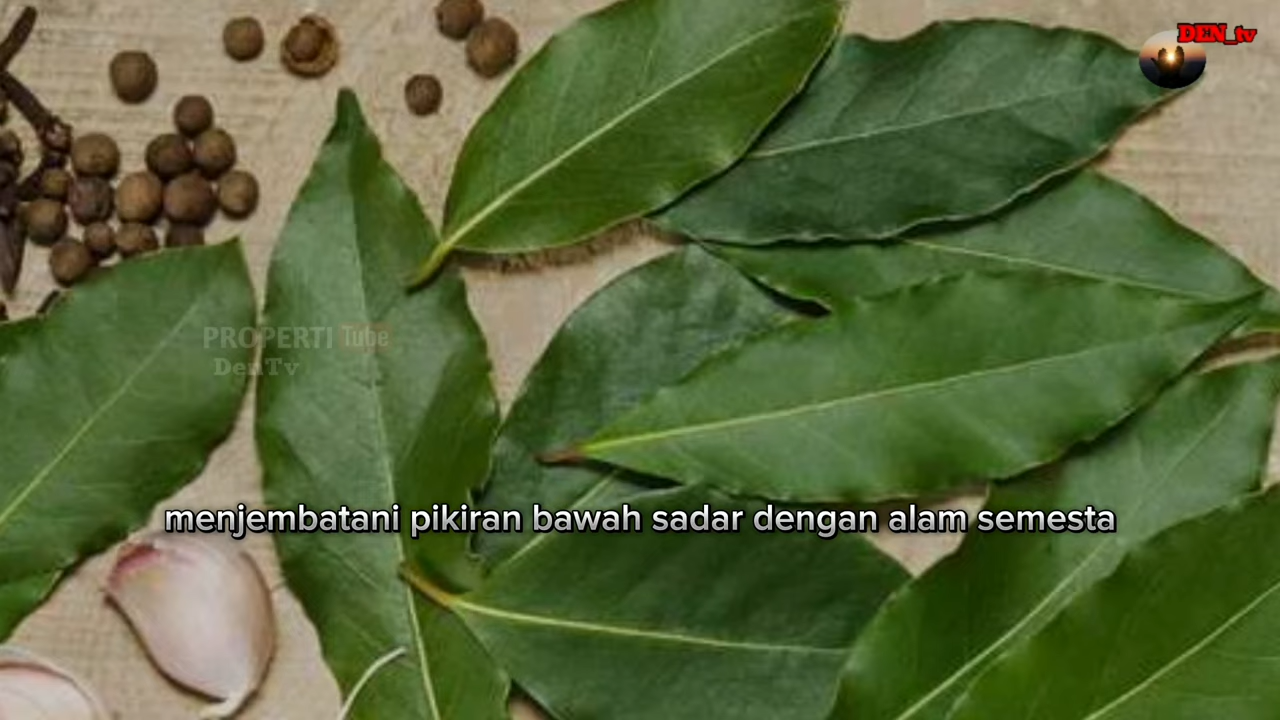 DEN_tv
PROPERTI Tube
DenTv
menjembatani pikiran bawah sadar dengan alam semesta